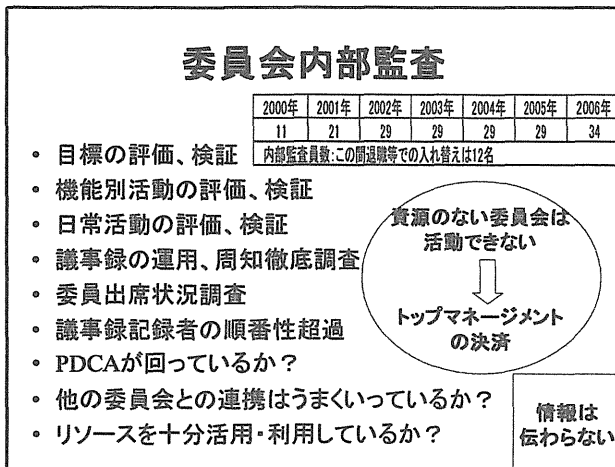 委員会内部監査
2000年 2001年 2002年 2003年 2004年 2005年 2006年
11 21 29 29 29 29 34
内部監査員数:この間退職等での入れ替えは12名
• 目標の評価、検証
• 機能別活動の評価、検証
• 日常活動の評価、検証
• 議事録の運用、周知徹底調査
• 委員出席状況調査
• 議事録記録者の順番性超過
• PDCAが回っているか？
• 他の委員会との連携はうまくいっているか？
• リソースを十分活用・利用しているか？
資源のない委員会は
活動できない
トップマネージメント
の決済
情報は
伝わらない